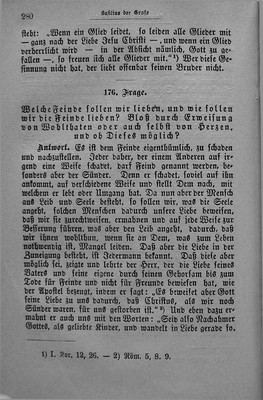 280 Basilius der Große
steht: „Wenn ein Glied leidet, so leiden alle Glieder mit
— ganz nach der Liebe Jesu Christi —, und wenn ein Glied
verherrlicht wird — in der Absicht nämlich, Gott zu ge-
fallen —, so freuen sich alle Glieder mit.“¹) Wer diese Ge-
sinnung nicht hat, der liebt offenbar seinen Bruder nicht.
176. Frage.
Welche Feinde sollen wir lieben, und wie sollen
wir die Feinde lieben? Bloß durch Erweisung
von Wohlthaten oder auch selbst von Herzen,
und ob Dieses möglich?
Antwort. Es ist dem Feinde eigenthümlich, zu schaden
und nachzustellen. Jeder daher, der einem Anderen auf ir-
gend eine Weise schadet, darf Feind genannt werden, be-
sonders aber der Sünder. Denn er schadet, soviel auf ihn
ankommt, auf verschiedene Weise und stellt Dem nach, mit
welchem er lebt oder Umgang hat. Da nun aber der Mensch
aus Leib und Seele besteht, so sollen wir, was die Seele
angeht, solchen Menschen dadurch unsere Liebe beweisen,
daß wir sie zurechtweisen, ermahnen und auf jede Weise zur
Besserung führen, was aber den Leib angeht, dadurch, daß
wir ihnen wohlthun, wenn sie an Dem, was zum Leben
nothwendig ist, Mangel leiden. Daß aber die Liebe in der
Zuneigung besteht, ist Jedermann bekannt. Daß diese aber
möglich sei, zeigte und lehrte der Herr, der die Liebe seines
Vaters und seine eigene durch seinen Gehorsam bis zum
Tode für Feinde und nicht für Freunde bewiesen hat, wie
der Apostel bezeugt, indem er sagt: „Es beweiset aber Gott
seine Liebe zu uns dadurch, daß Christus, als wir noch
Sünder waren, für uns gestorben ist.“²) Und eben dazu er-
mahnt er auch uns mit den Worten: „Seid also Nachahmer
Gottes, als geliebte Kinder, und wandelt in Liebe gerade so,
1) I. Kor. 12, 26. — 2) Röm. 5, 8. 9.